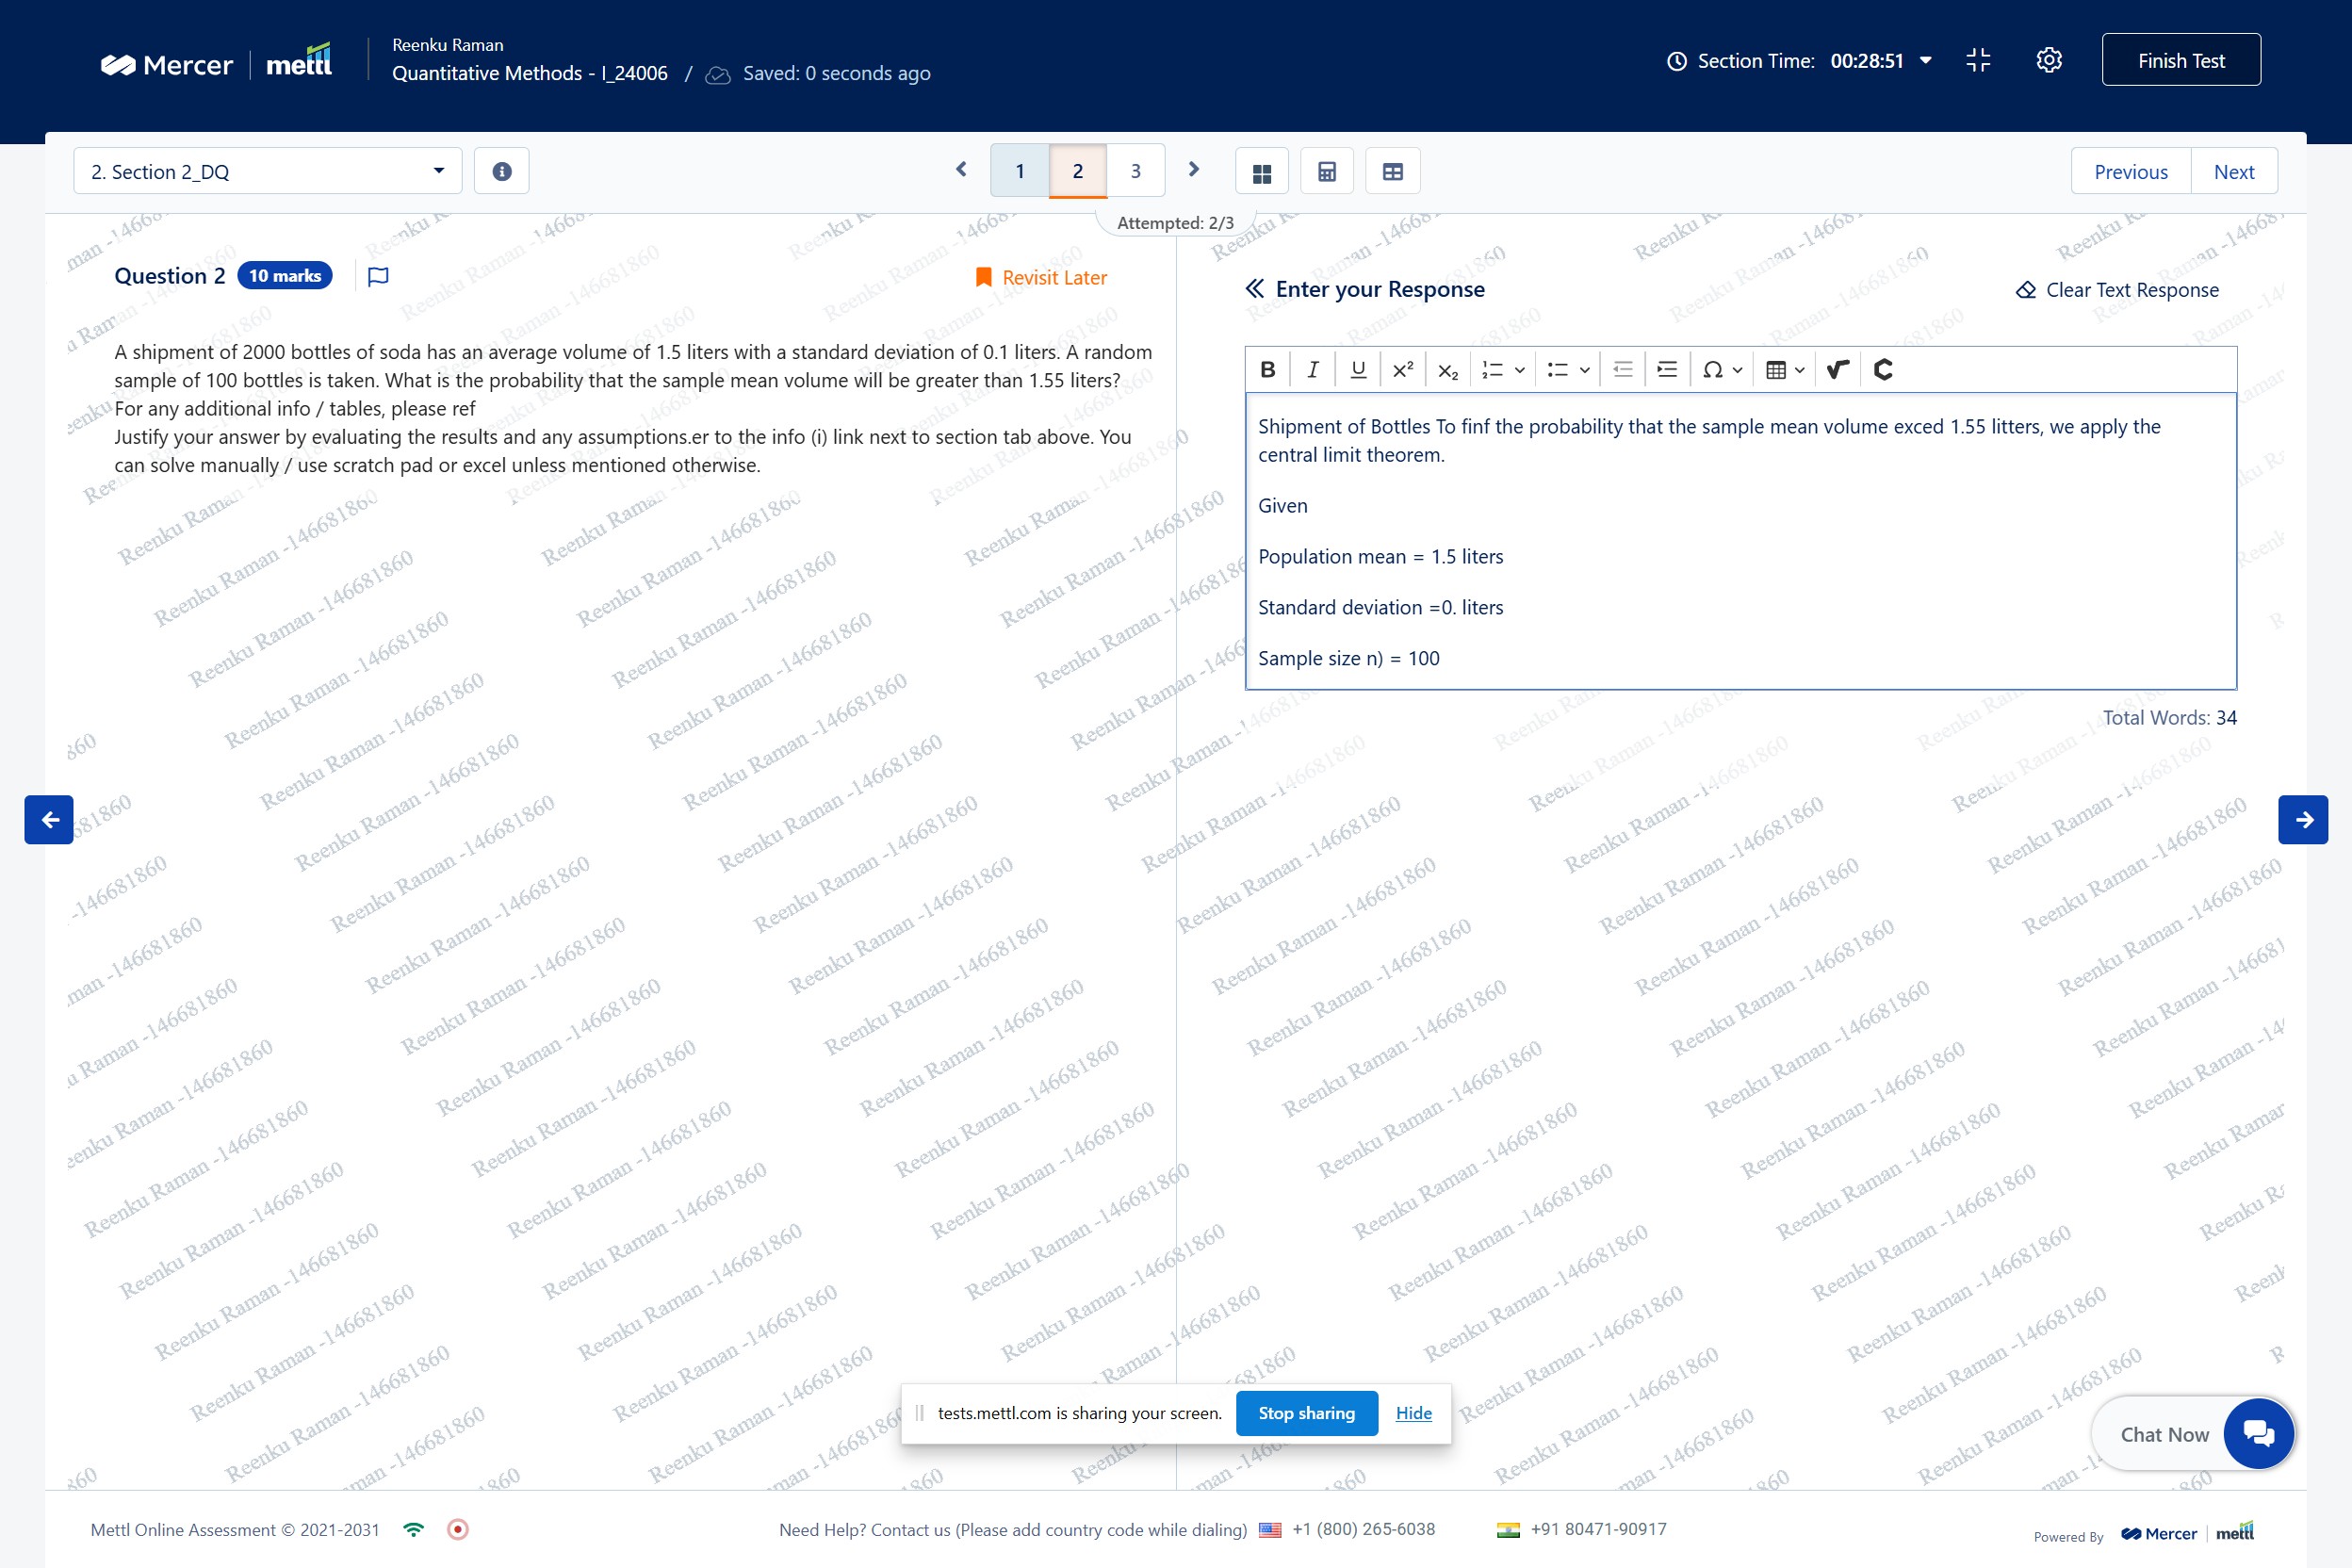 Mercer | mettl
Reenku Raman
Quantitative Methods - I_24006 / Saved: 0 seconds ago
Section Time: 00:28:51
Finish Test
2. Section 2_DQ
1 2 3
Previous Next
Attempted: 2/3
Question 2 10 marks
Revisit Later
A shipment of 2000 bottles of soda has an average volume of 1.5 liters with a standard deviation of 0.1 liters. A random
sample of 100 bottles is taken. What is the probability that the sample mean volume will be greater than 1.55 liters?
For any additional info / tables, please ref
Justify your answer by evaluating the results and any assumptions.er to the info (i) link next to section tab above. You
can solve manually / use scratch pad or excel unless mentioned otherwise.
Enter your Response
Clear Text Response
B I U x² x₂
Shipment of Bottles To finf the probability that the sample mean volume exced 1.55 litters, we apply the
central limit theorem.
Given
Population mean = 1.5 liters
Standard deviation =0. liters
Sample size n) = 100
Total Words: 34
Reenku Raman -146681860
tests.mettl.com is sharing your screen. Stop sharing Hide
Chat Now
Mettl Online Assessment © 2021-2031
Need Help? Contact us (Please add country code while dialing) +1 (800) 265-6038 +91 80471-90917
Powered By Mercer | mettl